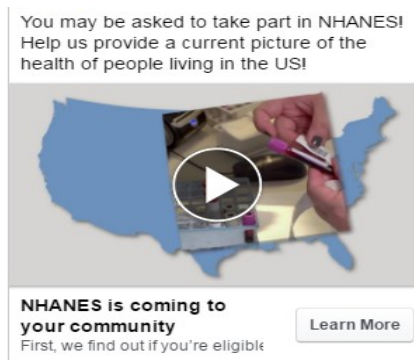 You may be asked to take part in NHANES!
Help us provide a current picture of the
health of people living in the US!
NHANES is coming to
your community
Learn More
First, we find out if you're eligible